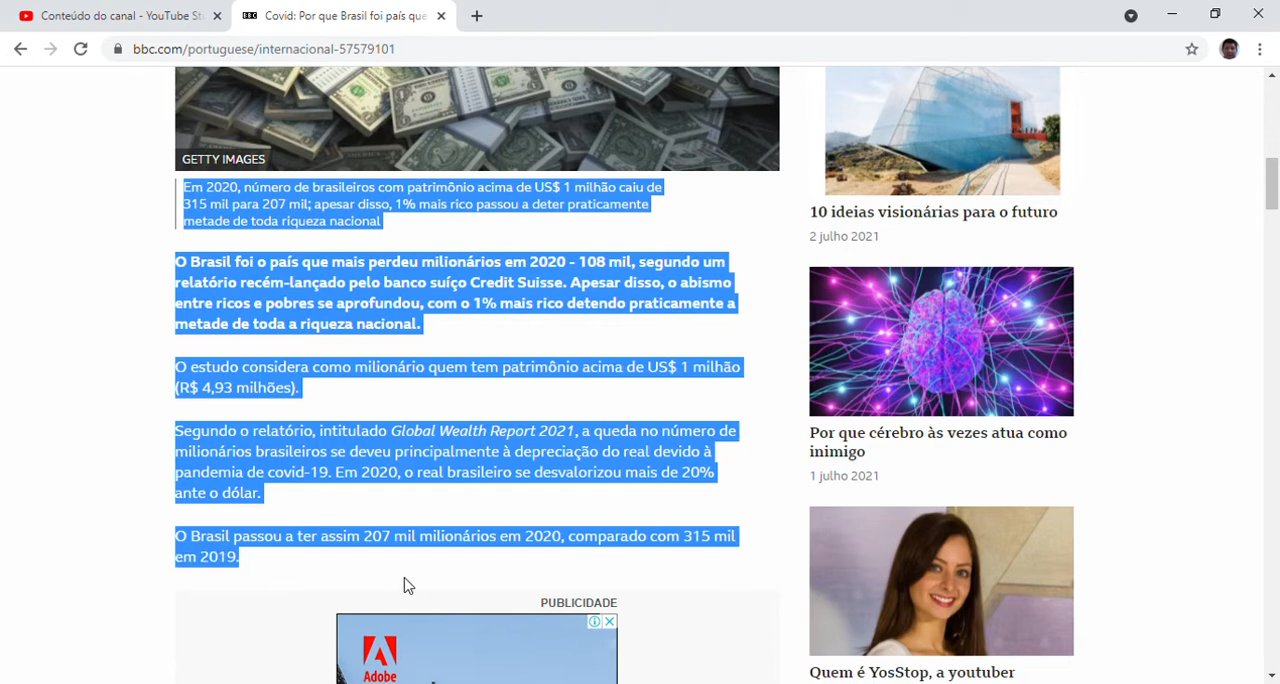 Conteúdo do canal - YouTube St
Covid: Por que Brasil foi país que
bbc.com/portuguese/internacional-57579101
GETTY IMAGES
Em 2020, número de brasileiros com patrimônio acima de US$ 1 milhão caiu de
315 mil para 207 mil; apesar disso, 1% mais rico passou a deter praticamente
metade de toda riqueza nacional
O Brasil foi o país que mais perdeu milionários em 2020 - 108 mil, segundo um
relatório recém-lançado pelo banco suíço Credit Suisse. Apesar disso, o abismo
entre ricos e pobres se aprofundou, com o 1% mais rico detendo praticamente a
metade de toda a riqueza nacional.
O estudo considera como milionário quem tem patrimônio acima de US$ 1 milhão
(R$ 4,93 milhões).
Segundo o relatório, intitulado Global Wealth Report 2021, a queda no número de
milionários brasileiros se deveu principalmente à depreciação do real devido à
pandemia de covid-19. Em 2020, o real brasileiro se desvalorizou mais de 20%
ante o dólar.
O Brasil passou a ter assim 207 mil milionários em 2020, comparado com 315 mil
em 2019.
PUBLICIDADE
Adobe
10 ideias visionárias para o futuro
2 julho 2021
Por que cérebro às vezes atua como
inimigo
1 julho 2021
Quem é YosStop, a youtuber